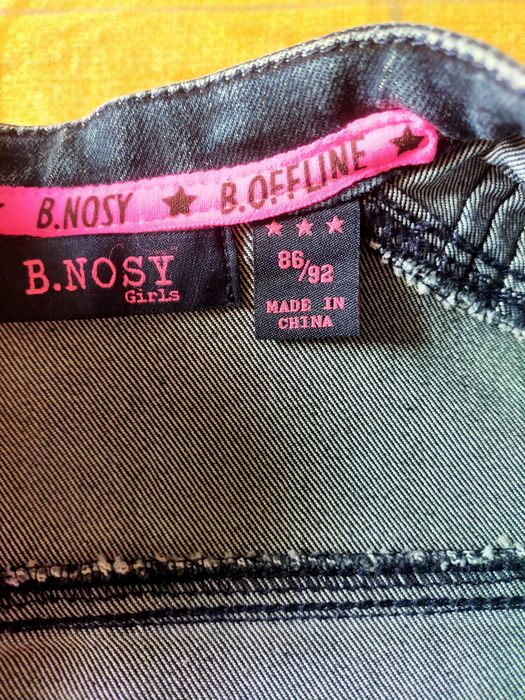 B.NOSY ★ B.OFFLINE ★
B.NOSY
Girls
★ ★ ★
86/92
MADE IN
CHINA